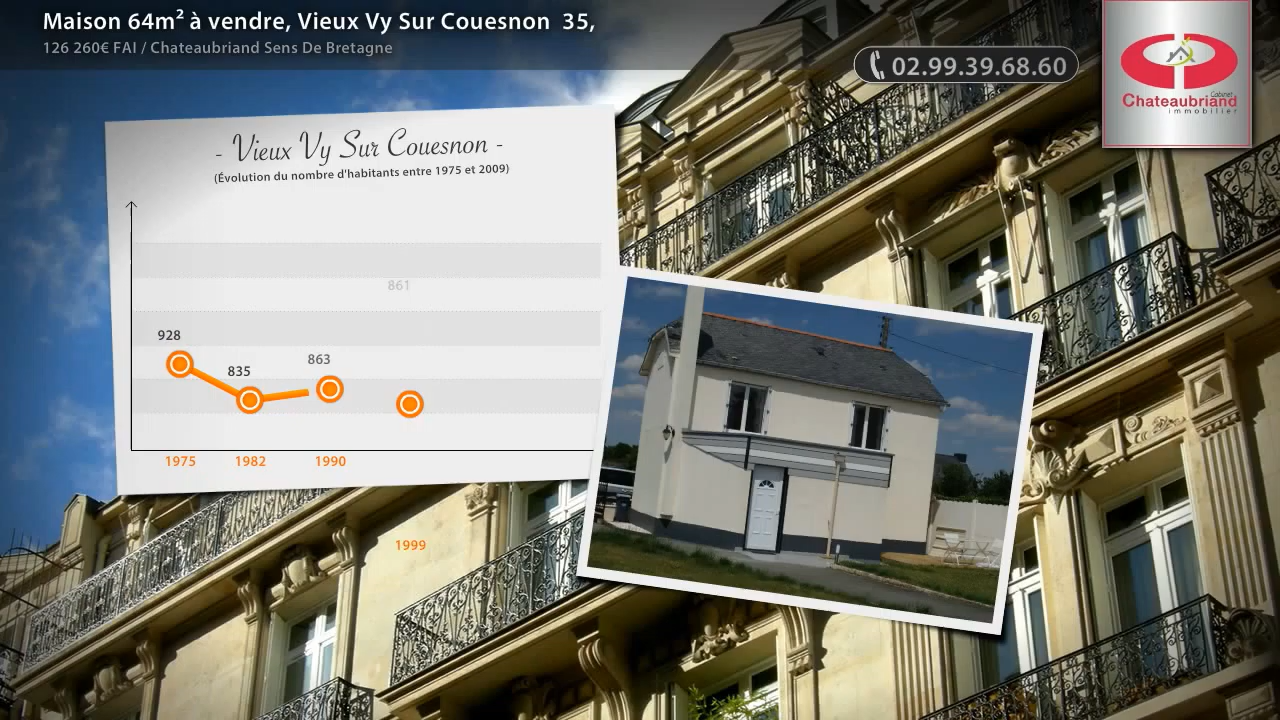 Maison 64m² à vendre, Vieux Vy Sur Couesnon  35,
126 260€ FAI / Chateaubriand Sens De Bretagne
02.99.39.68.60
Cabinet
Chateaubriand
immobilier
- Vieux Vy Sur Couesnon -
(Évolution du nombre d'habitants entre 1975 et 2009)
861
928
835
863
1975
1982
1990
1999